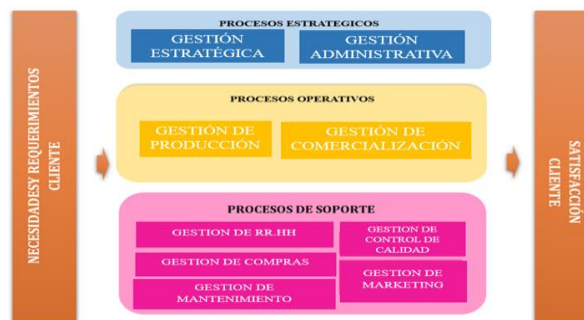 NECESIDADESY REQUERIMIENTOS
CLIENTE
PROCESOS ESTRATEGICOS
GESTIÓN
ESTRATÉGICA
GESTIÓN
ADMINISTRATIVA
PROCESOS OPERATIVOS
GESTIÓN DE
PRODUCCIÓN
GESTIÓN DE
COMERCIALIZACIÓN
PROCESOS DE SOPORTE
GESTION DE RR.HH
GESTION DE
CONTROL DE
CALIDAD
GESTION DE COMPRAS
GESTION DE
MARKETING
GESTION DE
MANTENIMIENTO
SATISFACCIÓN
CLIENTE